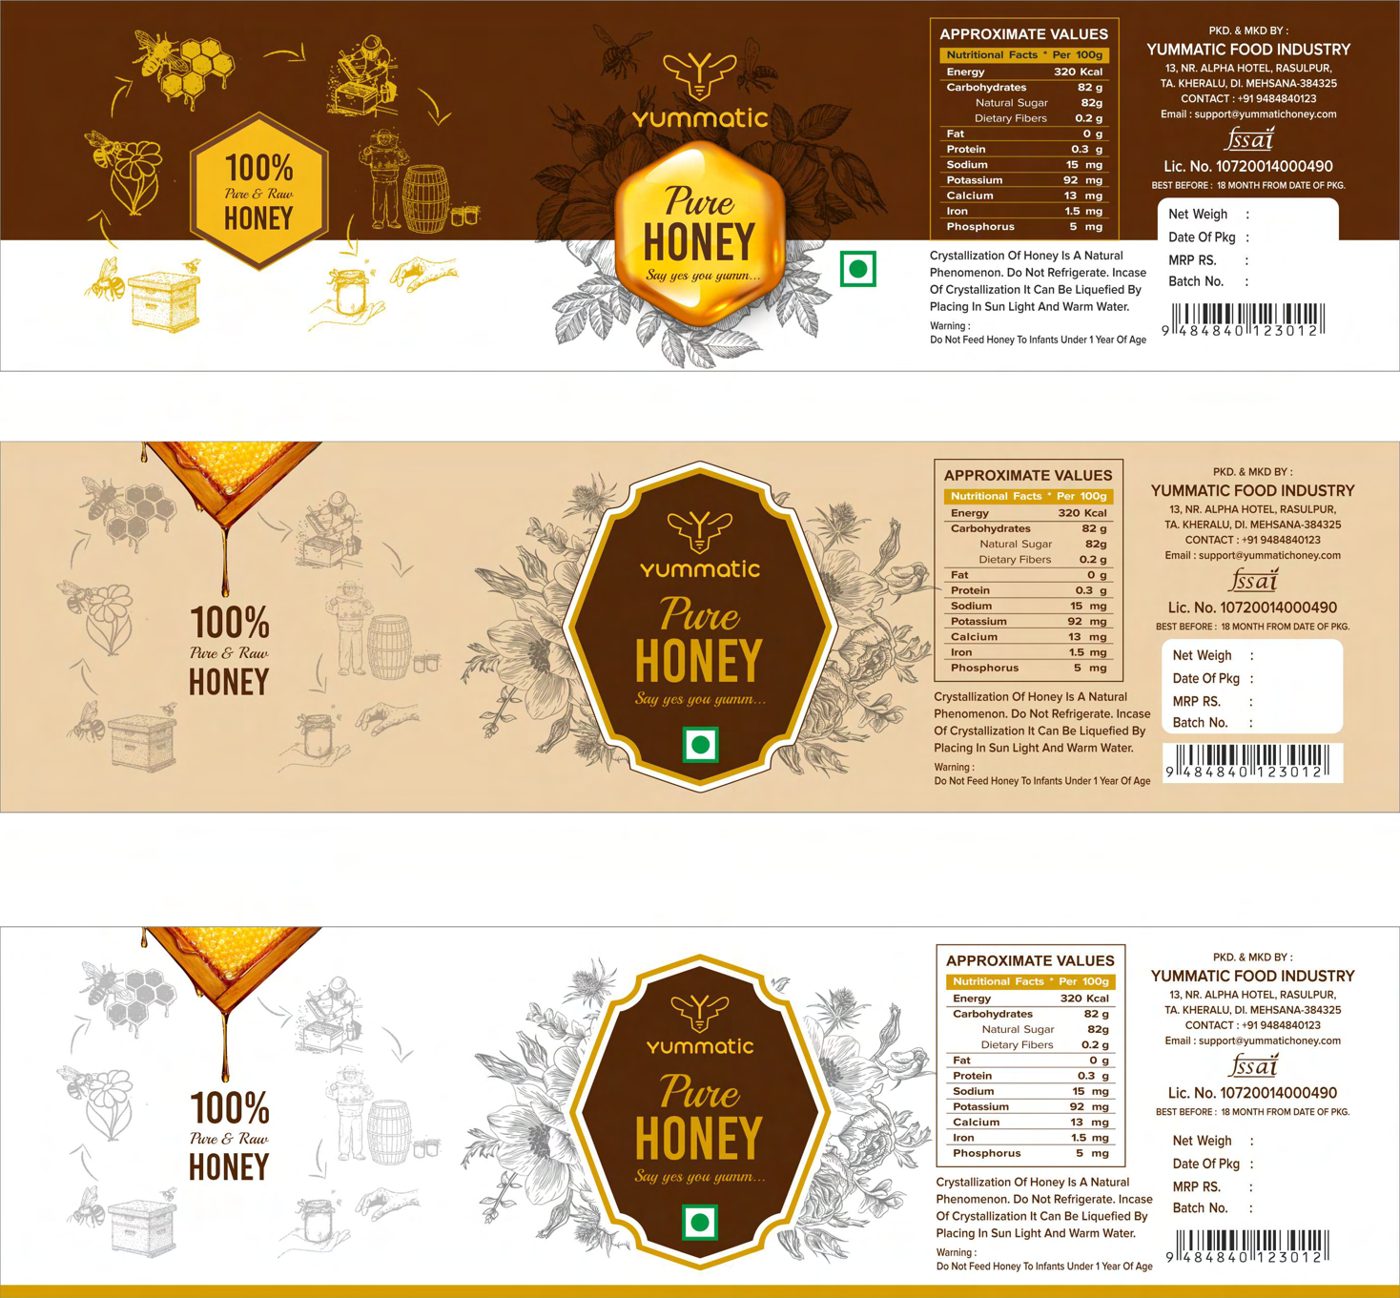 100%
Pure & Raw
HONEY
Yummatic
Pure
HONEY
Say yes you yumm...
APPROXIMATE VALUES
Nutritional Facts * Per 100g
Energy 320 Kcal
Carbohydrates 82 g
Natural Sugar 82g
Dietary Fibers 0.2 g
Fat 0 g
Protein 0.3 g
Sodium 15 mg
Potassium 92 mg
Calcium 13 mg
Iron 1.5 mg
Phosphorus 5 mg
Crystallization Of Honey Is A Natural
Phenomenon. Do Not Refrigerate. Incase
Of Crystallization It Can Be Liquefied By
Placing In Sun Light And Warm Water.
Warning :
Do Not Feed Honey To Infants Under 1 Year Of Age
PKD. & MKD BY :
YUMMATIC FOOD INDUSTRY
13, NR. ALPHA HOTEL, RASULPUR,
TA. KHERALU, DI. MEHSANA-384325
CONTACT : +91 9484840123
Email : support@yummatichoney.com
fssai
Lic. No. 10720014000490
BEST BEFORE : 18 MONTH FROM DATE OF PKG.
Net Weigh :
Date Of Pkg :
MRP RS. :
Batch No. :
9 484840 123012
100%
Pure & Raw
HONEY
Yummatic
Pure
HONEY
Say yes you yumm...
APPROXIMATE VALUES
Nutritional Facts * Per 100g
Energy 320 Kcal
Carbohydrates 82 g
Natural Sugar 82g
Dietary Fibers 0.2 g
Fat 0 g
Protein 0.3 g
Sodium 15 mg
Potassium 92 mg
Calcium 13 mg
Iron 1.5 mg
Phosphorus 5 mg
Crystallization Of Honey Is A Natural
Phenomenon. Do Not Refrigerate. Incase
Of Crystallization It Can Be Liquefied By
Placing In Sun Light And Warm Water.
Warning :
Do Not Feed Honey To Infants Under 1 Year Of Age
PKD. & MKD BY :
YUMMATIC FOOD INDUSTRY
13, NR. ALPHA HOTEL, RASULPUR,
TA. KHERALU, DI. MEHSANA-384325
CONTACT : +91 9484840123
Email : support@yummatichoney.com
fssai
Lic. No. 10720014000490
BEST BEFORE : 18 MONTH FROM DATE OF PKG.
Net Weigh :
Date Of Pkg :
MRP RS. :
Batch No. :
9 484840 123012
100%
Pure & Raw
HONEY
Yummatic
Pure
HONEY
Say yes you yumm...
APPROXIMATE VALUES
Nutritional Facts * Per 100g
Energy 320 Kcal
Carbohydrates 82 g
Natural Sugar 82g
Dietary Fibers 0.2 g
Fat 0 g
Protein 0.3 g
Sodium 15 mg
Potassium 92 mg
Calcium 13 mg
Iron 1.5 mg
Phosphorus 5 mg
Crystallization Of Honey Is A Natural
Phenomenon. Do Not Refrigerate. Incase
Of Crystallization It Can Be Liquefied By
Placing In Sun Light And Warm Water.
Warning :
Do Not Feed Honey To Infants Under 1 Year Of Age
PKD. & MKD BY :
YUMMATIC FOOD INDUSTRY
13, NR. ALPHA HOTEL, RASULPUR,
TA. KHERALU, DI. MEHSANA-384325
CONTACT : +91 9484840123
Email : support@yummatichoney.com
fssai
Lic. No. 10720014000490
BEST BEFORE : 18 MONTH FROM DATE OF PKG.
Net Weigh :
Date Of Pkg :
MRP RS. :
Batch No. :
9 484840 123012